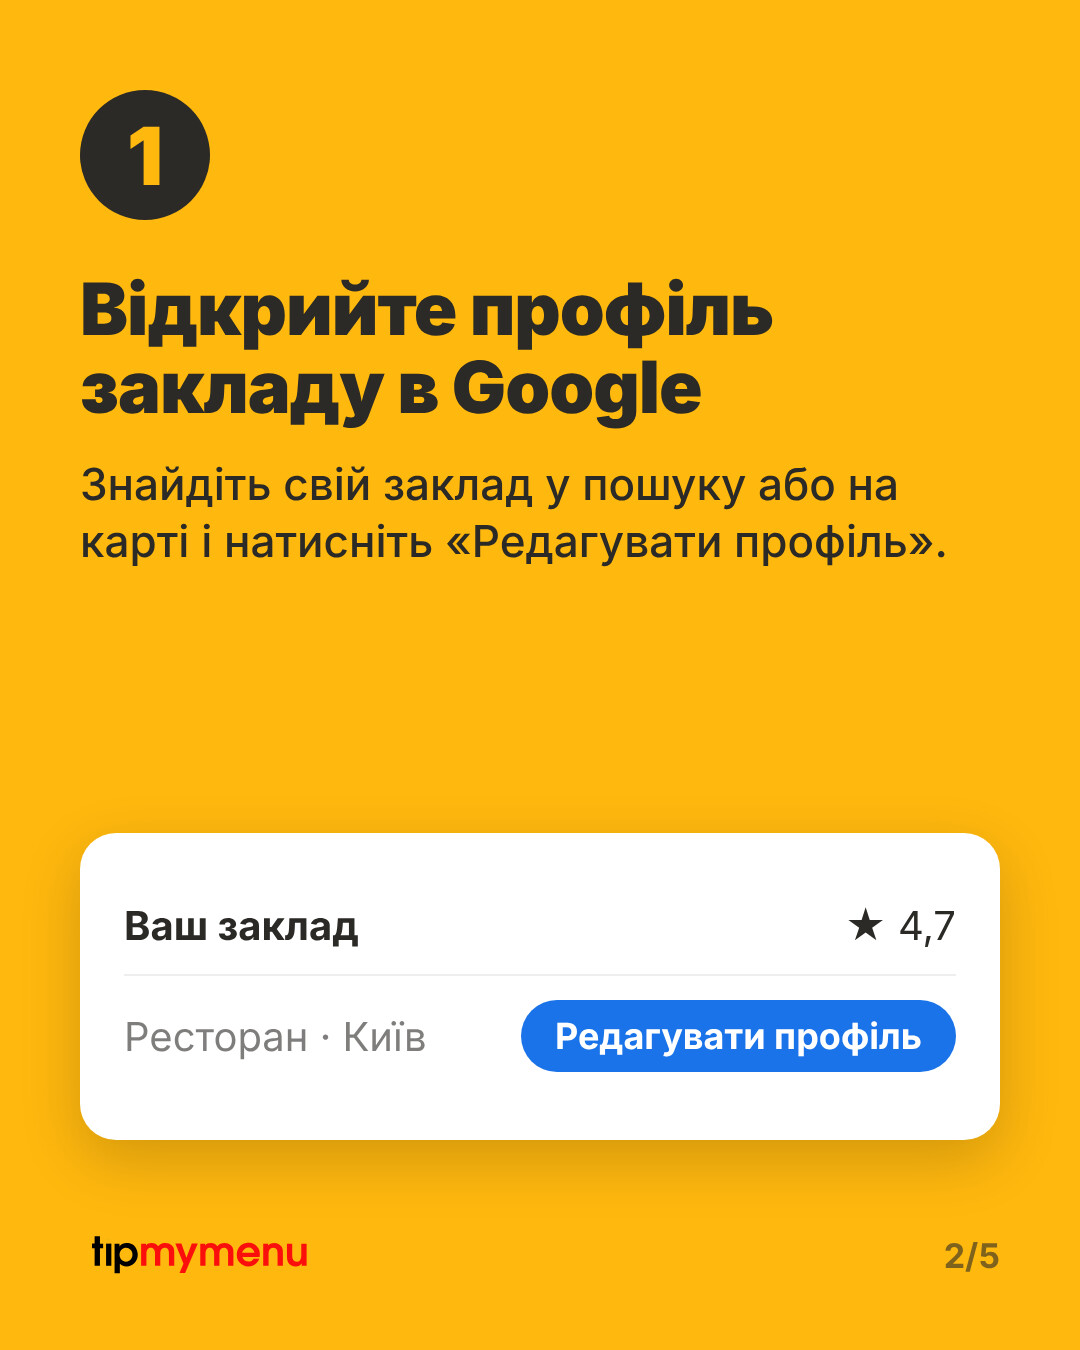 1
Відкрийте профіль
закладу в Google
Знайдіть свій заклад у пошуку або на
карті і натисніть «Редагувати профіль».
Ваш заклад ★ 4,7
Ресторан · Київ Редагувати профіль
tıpmymenu 2/5